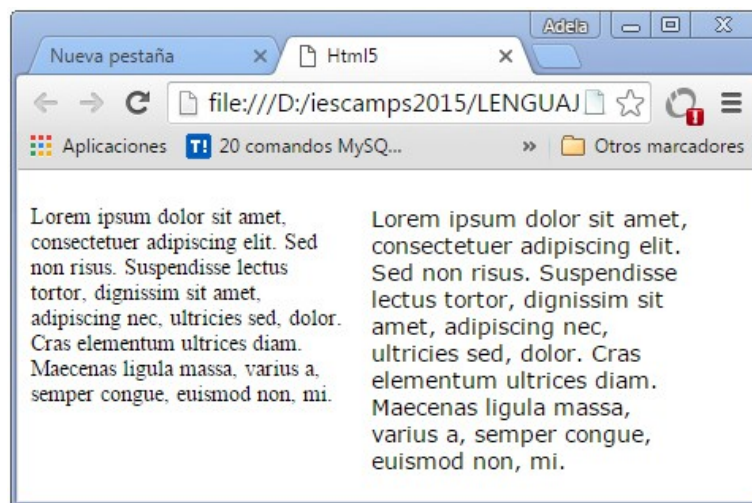 Adela
Nueva pestaña
Html5
file:///D:/iescamps2015/LENGUAJ
Aplicaciones T! 20 comandos MySQ... » Otros marcadores
Lorem ipsum dolor sit amet,
consectetuer adipiscing elit. Sed
non risus. Suspendisse lectus
tortor, dignissim sit amet,
adipiscing nec, ultricies sed, dolor.
Cras elementum ultrices diam.
Maecenas ligula massa, varius a,
semper congue, euismod non, mi.
Lorem ipsum dolor sit amet,
consectetuer adipiscing elit.
Sed non risus. Suspendisse
lectus tortor, dignissim sit
amet, adipiscing nec,
ultricies sed, dolor. Cras
elementum ultrices diam.
Maecenas ligula massa,
varius a, semper congue,
euismod non, mi.